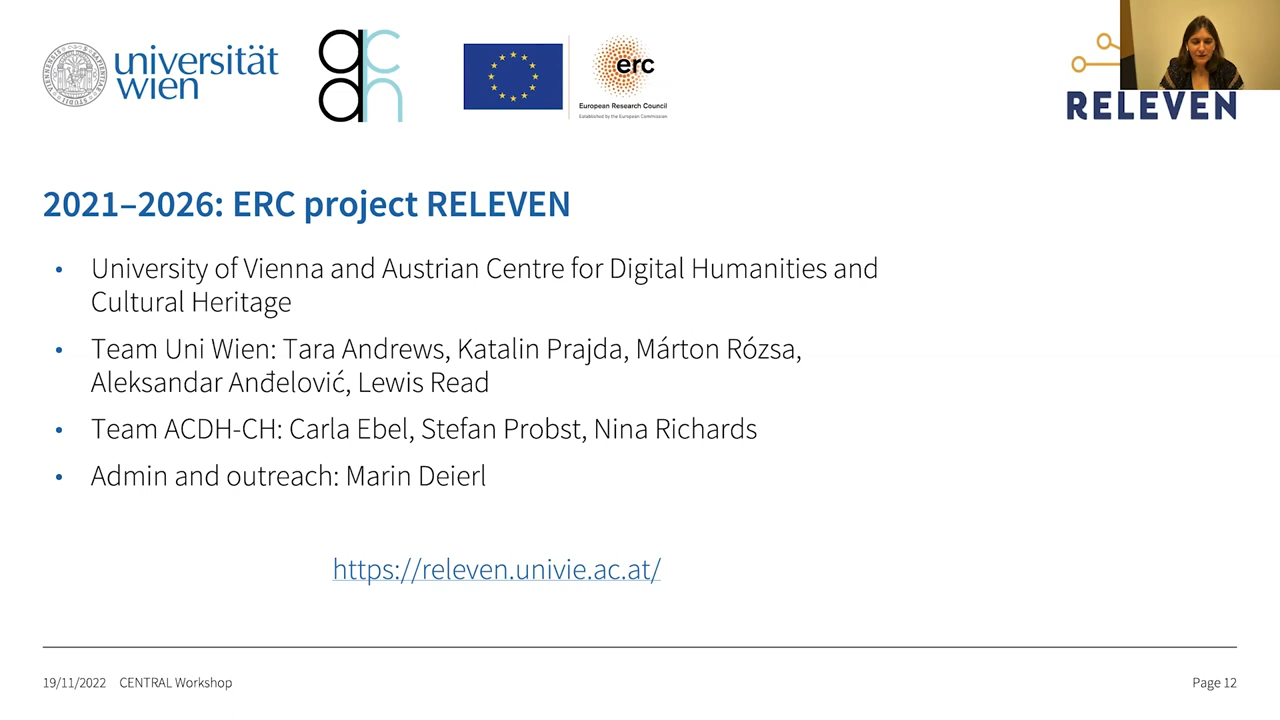 universität
wien
acdh
erc
European Research Council
Established by the European Commission
RELEVEN
2021–2026: ERC project RELEVEN
• University of Vienna and Austrian Centre for Digital Humanities and
Cultural Heritage
• Team Uni Wien: Tara Andrews, Katalin Prajda, Márton Rózsa,
Aleksandar Anđelović, Lewis Read
• Team ACDH-CH: Carla Ebel, Stefan Probst, Nina Richards
• Admin and outreach: Marin Deierl
https://releven.univie.ac.at/
19/11/2022 CENTRAL Workshop
Page 12